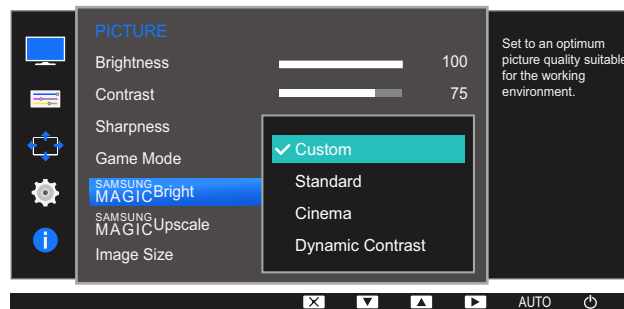 PICTURE
Brightness 100
Contrast 75
Sharpness
Game Mode
SAMSUNG
MAGICBright
SAMSUNG
MAGICUpscale
Image Size
Custom
Standard
Cinema
Dynamic Contrast
Set to an optimum
picture quality suitable
for the working
environment.
AUTO